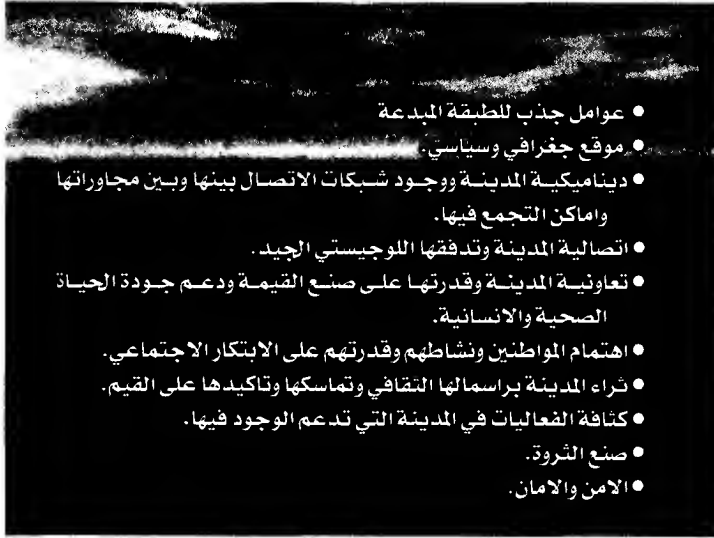 • عوامل جذب للطبقة المبدعة
• موقع جغرافي وسياسي.
• ديناميكية المدينة ووجود شبكات الاتصال بينها وبين مجاوراتها
واماكن التجمع فيها.
• اتصالية المدينة وتدفقها اللوجيستي الجيد.
• تعاونية المدينة وقدرتها على صنع القيمة ودعم جودة الحياة
الصحية والانسانية.
• اهتمام المواطنين ونشاطهم وقدرتهم على الابتكار الاجتماعي.
• ثراء المدينة براسمالها الثقافي وتماسكها وتاكيدها على القيم.
• كثافة الفعاليات في المدينة التي تدعم الوجود فيها.
• صنع الثروة.
• الامن والامان.